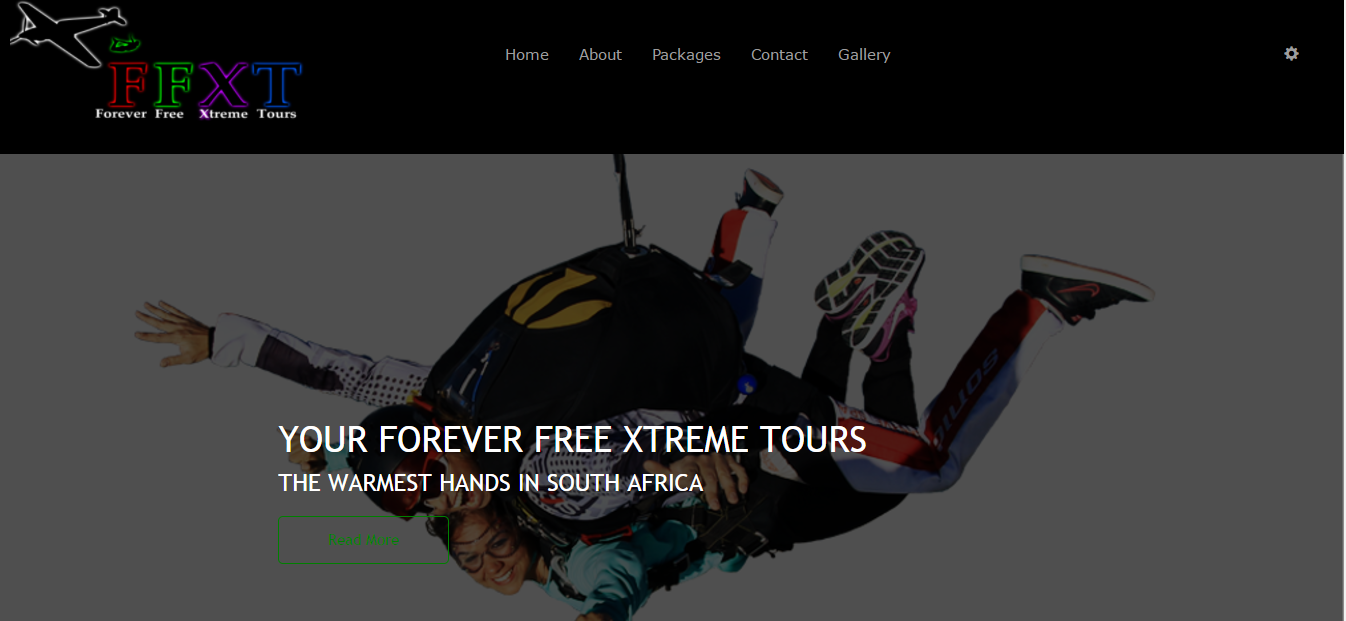 FFXT
Forever Free Xtreme Tours
Home About Packages Contact Gallery
SONIC
YOUR FOREVER FREE XTREME TOURS
THE WARMEST HANDS IN SOUTH AFRICA
Read More